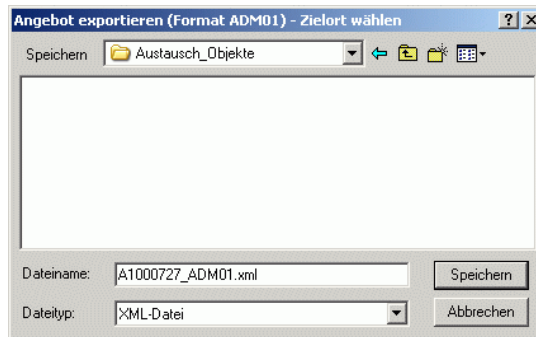 Angebot exportieren (Format ADM01) - Zielort wählen
Speichern Austausch_Objekte
Dateiname: A1000727_ADM01.xml Speichern
Dateityp: XML-Datei Abbrechen